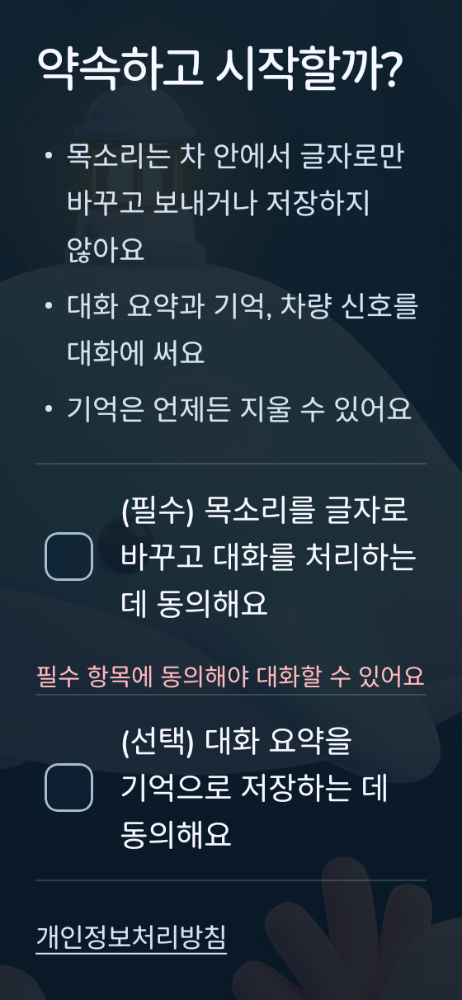 약속하고 시작할까?
• 목소리는 차 안에서 글자로만
바꾸고 보내거나 저장하지
않아요
• 대화 요약과 기억, 차량 신호를
대화에 써요
• 기억은 언제든 지울 수 있어요
(필수) 목소리를 글자로
바꾸고 대화를 처리하는
데 동의해요
필수 항목에 동의해야 대화할 수 있어요
(선택) 대화 요약을
기억으로 저장하는 데
동의해요
개인정보처리방침